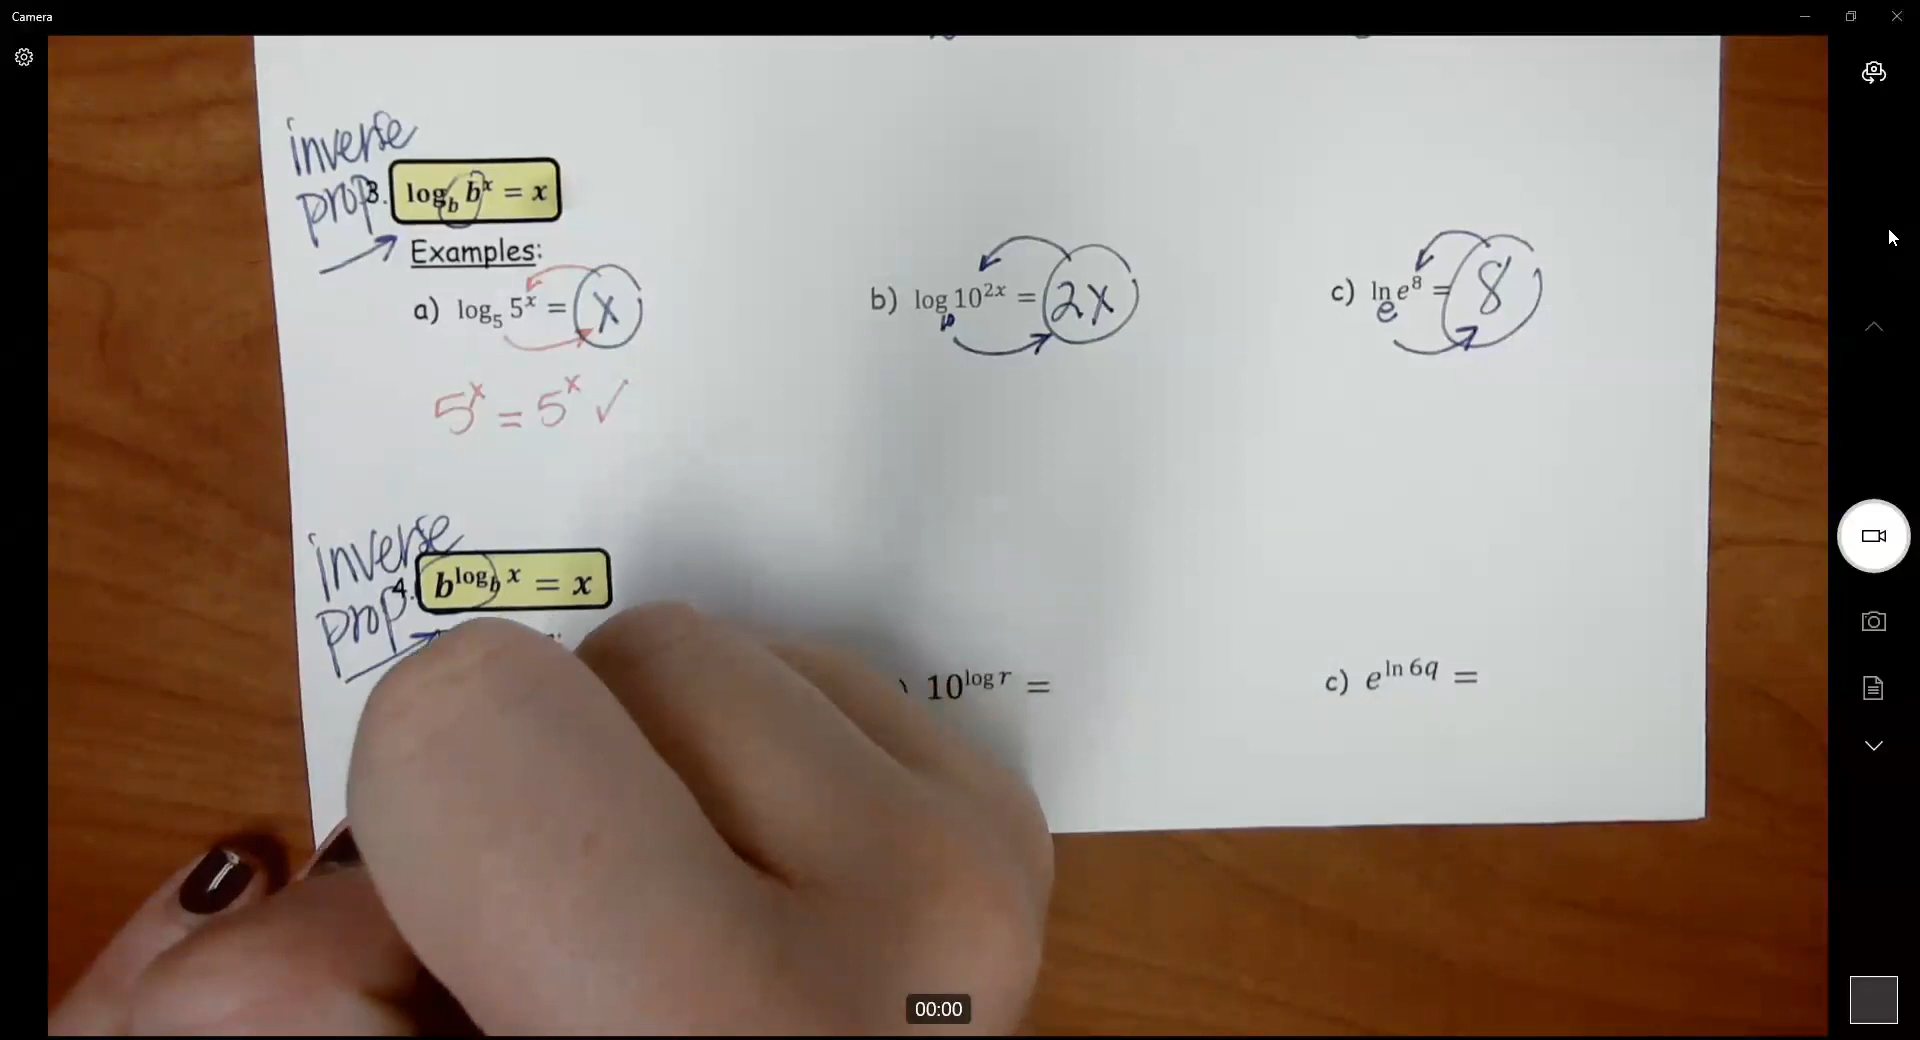 Camera
inverse
prop
3. log_b b^x = x
Examples:
a) log_5 5^x = x
b) log 10^{2x} = 2x
10
c) ln e^8 = 8
e
5^x = 5^x ✓
inverse
prop
4. b^{log_b x} = x
) 10^{log r} =
c) e^{ln 6q} =
00:00